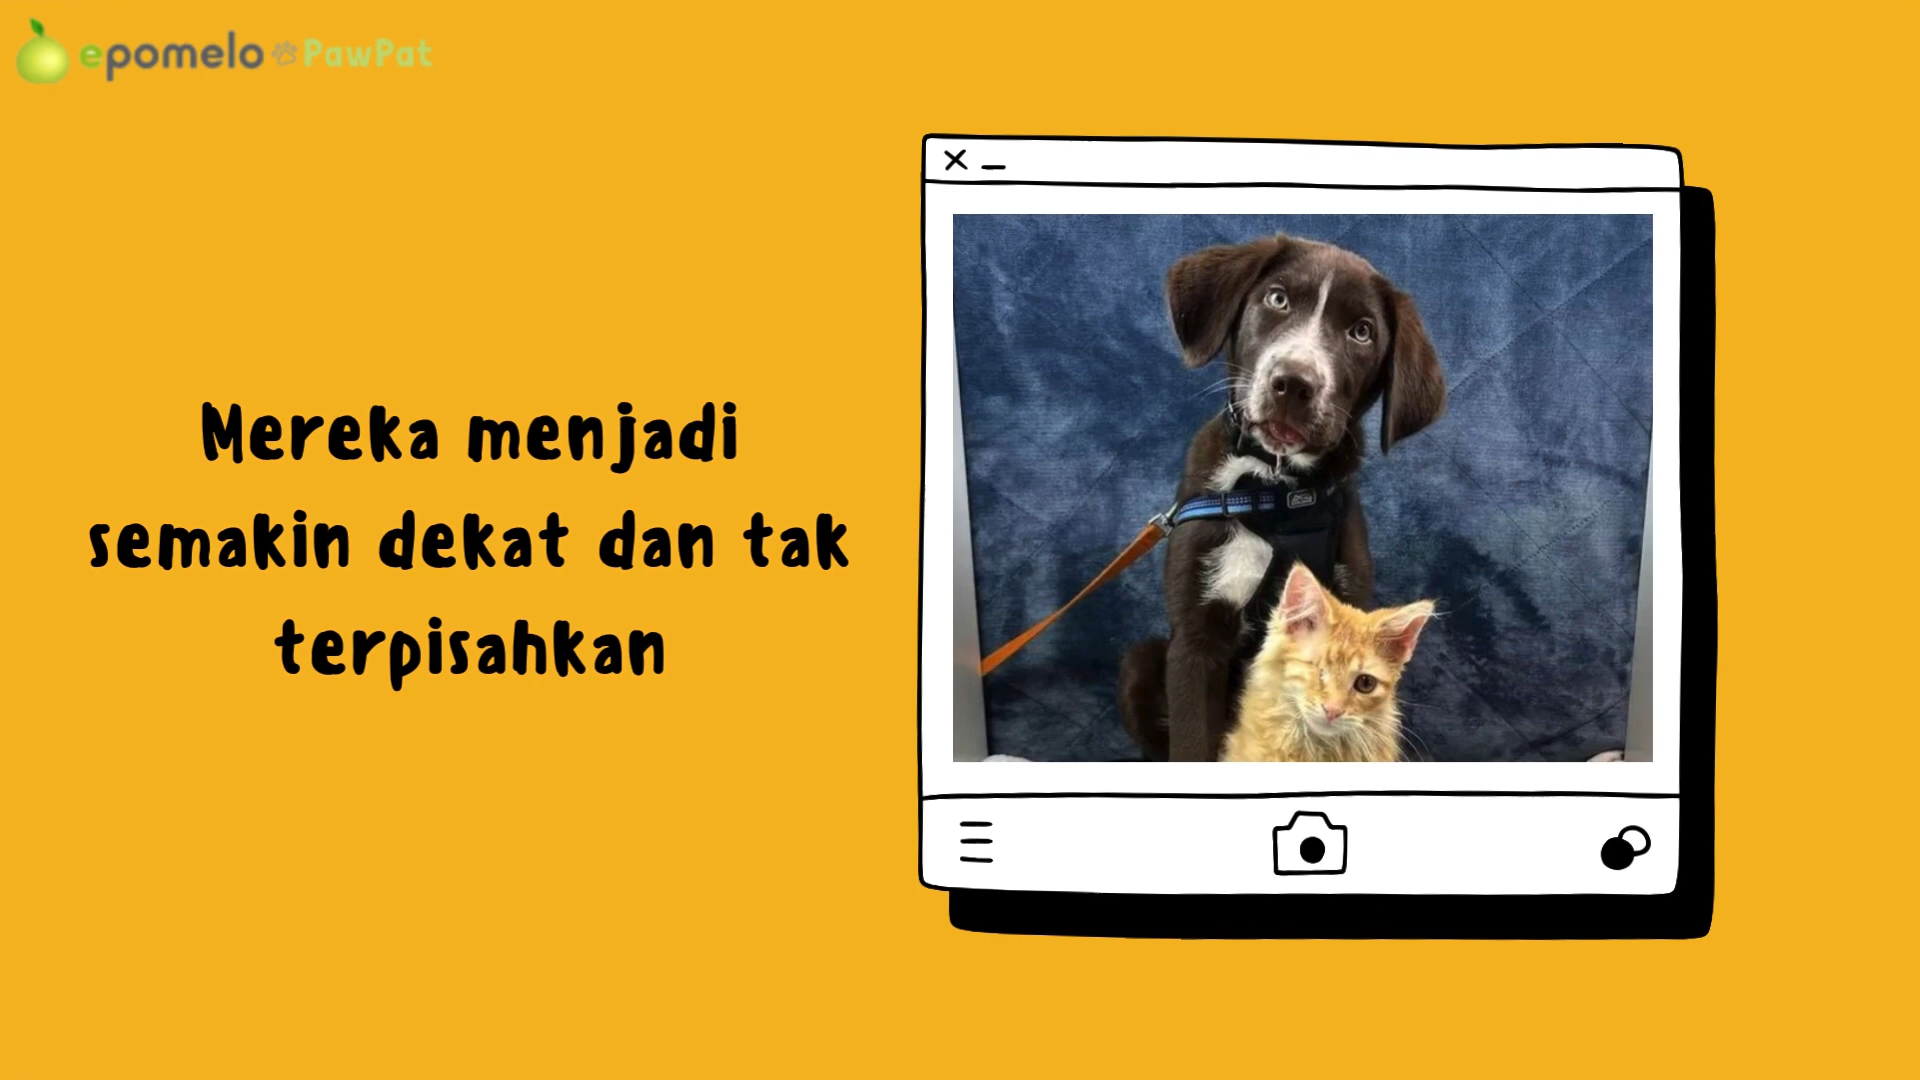 epomelo PawPat
Mereka menjadi
semakin dekat dan tak
terpisahkan